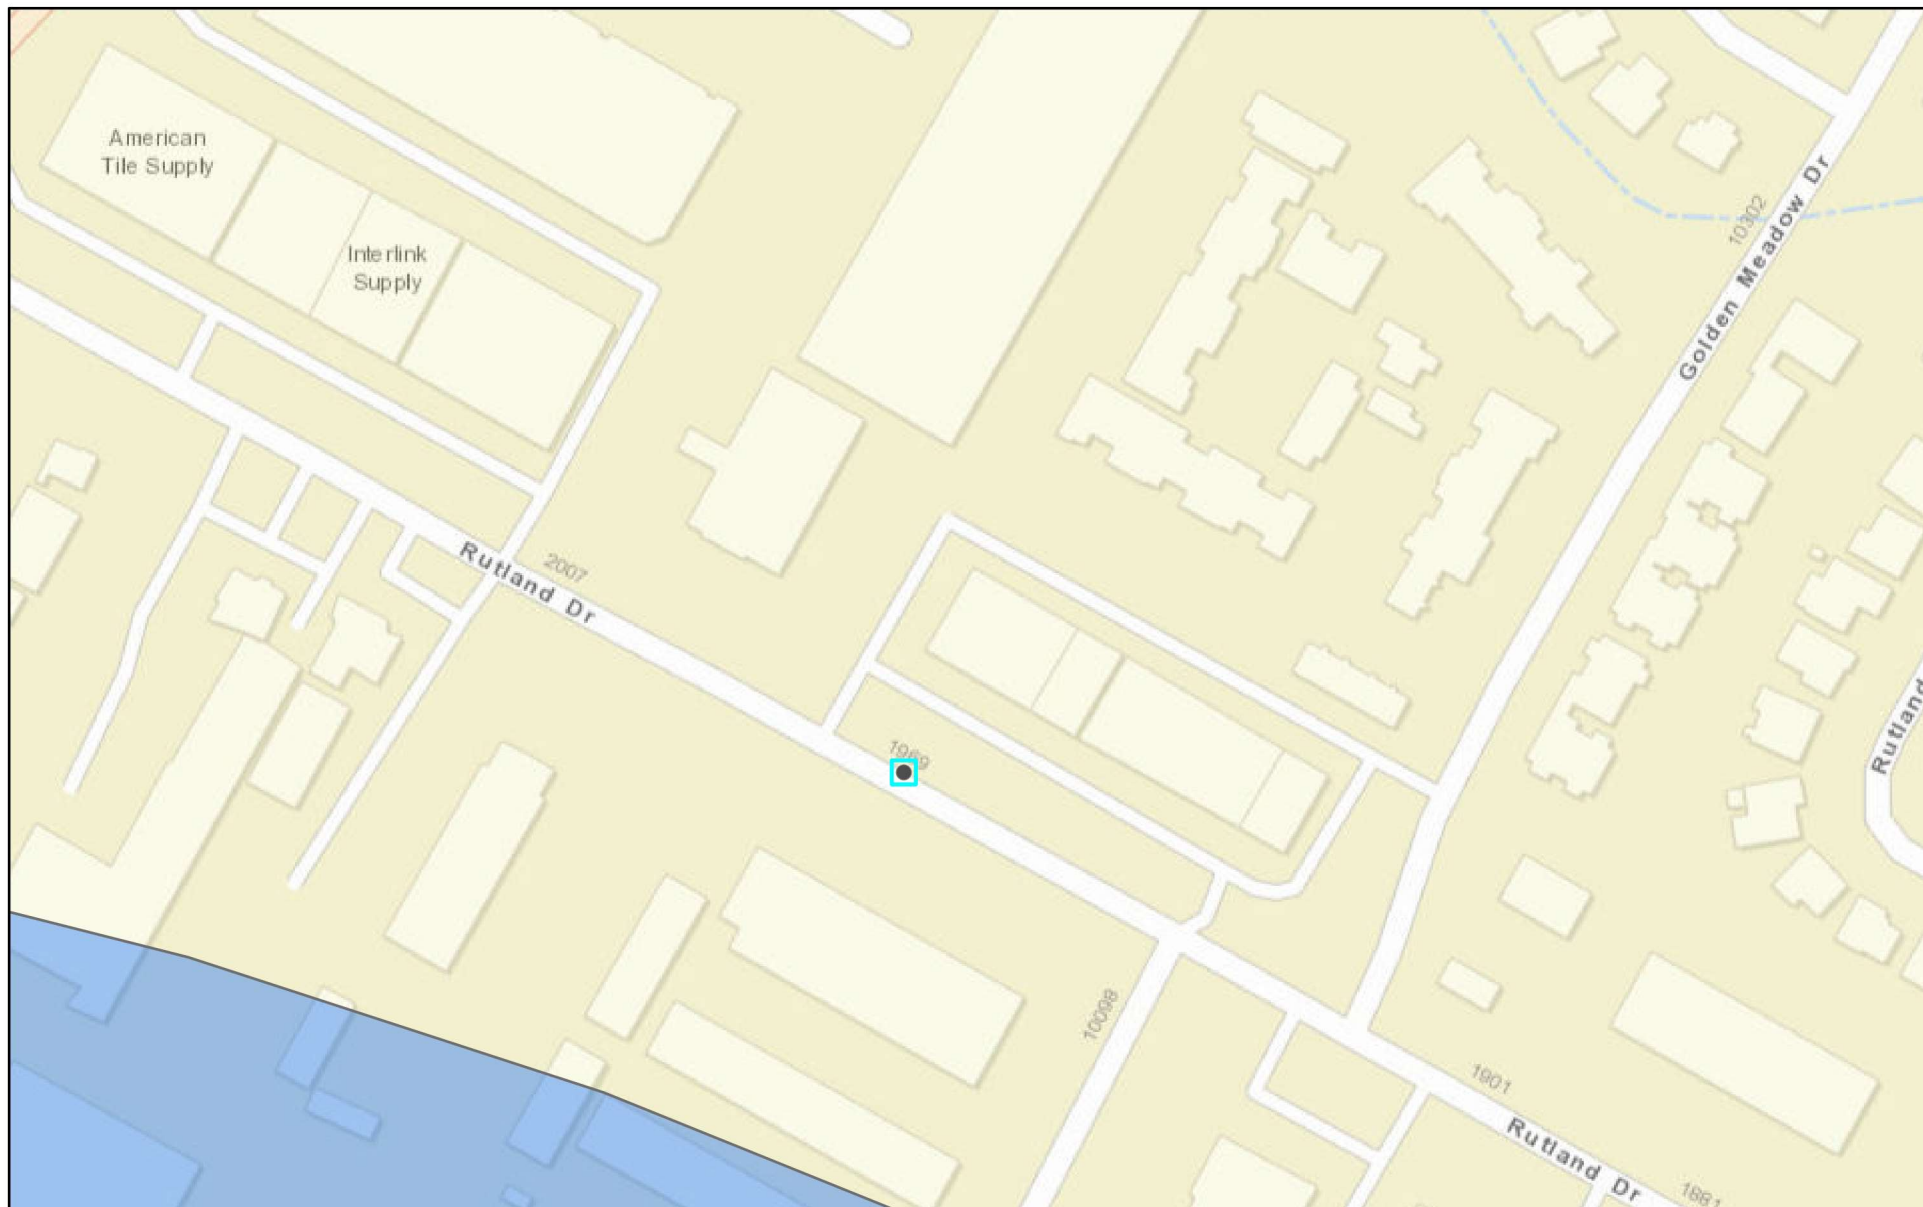 American
Tile Supply
Interlink
Supply
10302
Golden Meadow Dr
2007
Rutland Dr
Rutland
1969
10098
1901
Rutland Dr
1881